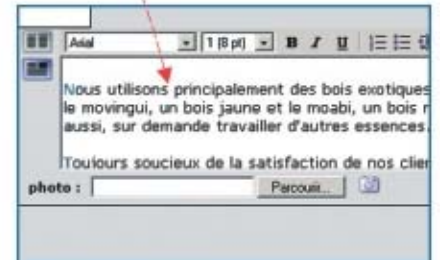 Arial 1 (8 pt) B I U
Nous utilisons principalement des bois exotiques
le movingui, un bois jaune et le moabi, un bois
aussi, sur demande travailler d'autres essences.
Toujours soucieux de la satisfaction de nos
photo : Parcourir...